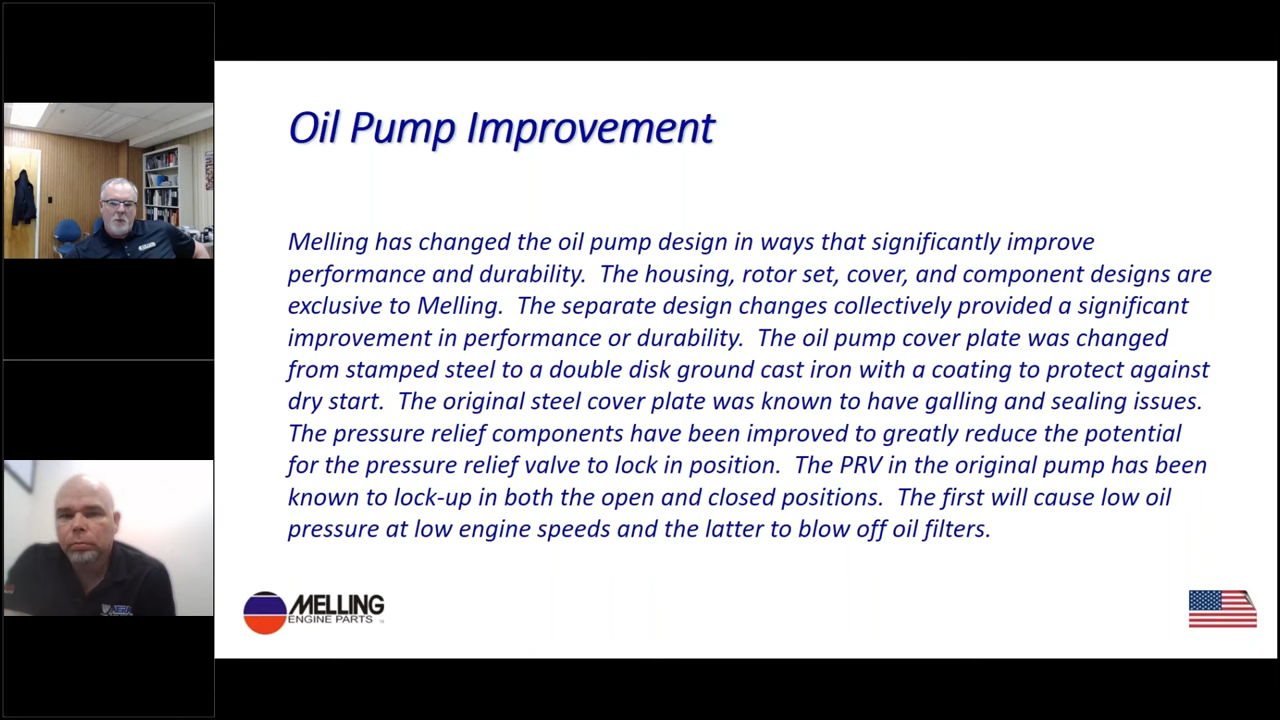 Oil Pump Improvement
Melling has changed the oil pump design in ways that significantly improve
performance and durability.  The housing, rotor set, cover, and component designs are
exclusive to Melling.  The separate design changes collectively provided a significant
improvement in performance or durability.  The oil pump cover plate was changed
from stamped steel to a double disk ground cast iron with a coating to protect against
dry start.  The original steel cover plate was known to have galling and sealing issues.
The pressure relief components have been improved to greatly reduce the potential
for the pressure relief valve to lock in position.  The PRV in the original pump has been
known to lock-up in both the open and closed positions.  The first will cause low oil
pressure at low engine speeds and the latter to blow off oil filters.
MELLING
ENGINE PARTS